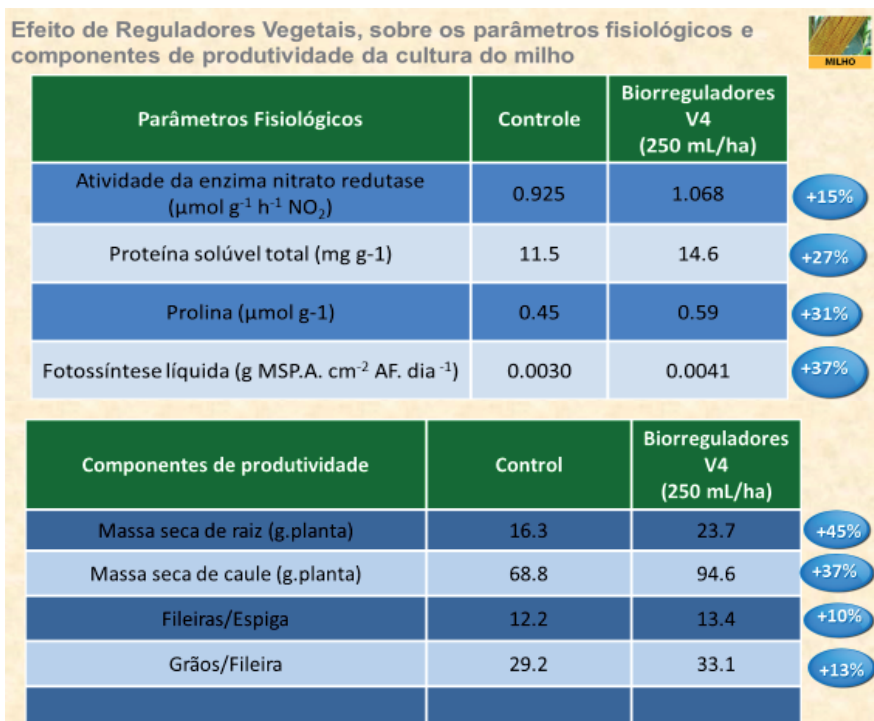 Efeito de Reguladores Vegetais, sobre os parâmetros fisiológicos e
componentes de produtividade da cultura do milho
MILHO
Parâmetros Fisiológicos Controle Biorreguladores
V4
(250 mL/ha)
Atividade da enzima nitrato redutase
(µmol g⁻¹ h⁻¹ NO₂) 0.925 1.068 +15%
Proteína solúvel total (mg g-1) 11.5 14.6 +27%
Prolina (µmol g-1) 0.45 0.59 +31%
Fotossíntese líquida (g MSP.A. cm⁻² AF. dia ⁻¹) 0.0030 0.0041 +37%
Componentes de produtividade Control Biorreguladores
V4
(250 mL/ha)
Massa seca de raiz (g.planta) 16.3 23.7 +45%
Massa seca de caule (g.planta) 68.8 94.6 +37%
Fileiras/Espiga 12.2 13.4 +10%
Grãos/Fileira 29.2 33.1 +13%